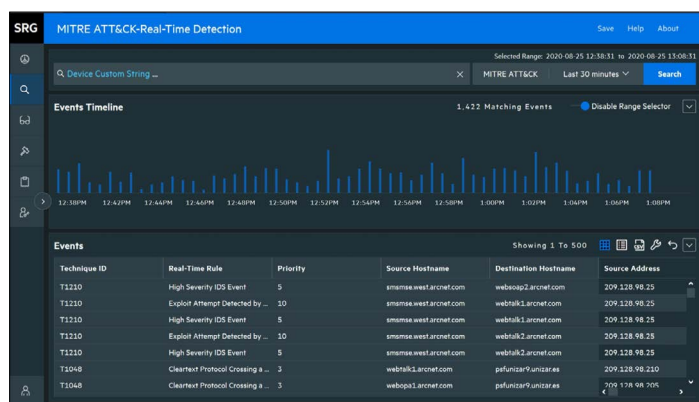 SRG MITRE ATT&CK-Real-Time Detection Save Help About
Selected Range: 2020-08-25 12:38:31 to 2020-08-25 13:08:31
Device Custom String ... × MITRE ATT&CK Last 30 minutes Search
Events Timeline 1,422 Matching Events Disable Range Selector
12:38PM 12:42PM 12:44PM 12:46PM 12:48PM 12:50PM 12:52PM 12:54PM 12:56PM 12:58PM 1:00PM 1:02PM 1:04PM 1:06PM 1:08PM
Events Showing 1 To 500 CSV
Technique ID Real-Time Rule Priority Source Hostname Destination Hostname Source Address
T1210 High Severity IDS Event 5 smsmse.west.arcnet.com websoap2.arcnet.com 209.128.98.25
T1210 Exploit Attempt Detected by ... 10 smsmse.west.arcnet.com webtalk1.arcnet.com 209.128.98.25
T1210 High Severity IDS Event 5 smsmse.west.arcnet.com webtalk1.arcnet.com 209.128.98.25
T1210 Exploit Attempt Detected by ... 10 smsmse.west.arcnet.com webtalk2.arcnet.com 209.128.98.25
T1210 High Severity IDS Event 5 smsmse.west.arcnet.com webtalk2.arcnet.com 209.128.98.25
T1048 Cleartext Protocol Crossing a ... 3 webtalk1.arcnet.com psfunizar9.unizar.es 209.128.98.210
T1048 Cleartext Protocol Crossing a ... 3 webopa1.arcnet.com psfunizar9.unizar.es 209.128.98.205